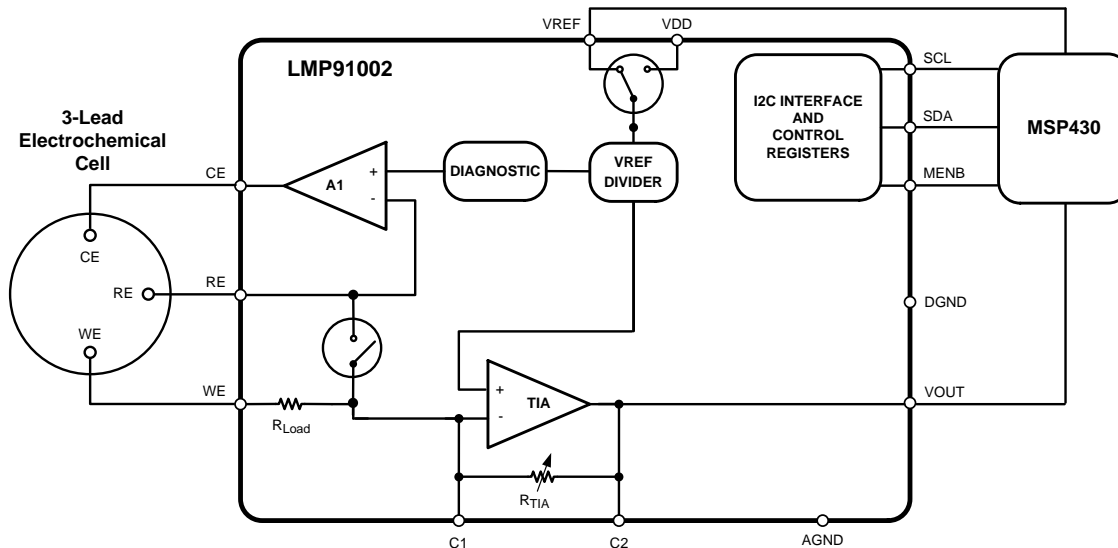 VREF
VDD
LMP91002
SCL
3-Lead
Electrochemical
Cell
I2C INTERFACE
AND
CONTROL
REGISTERS
SDA
MSP430
CE
A1
+
-
DIAGNOSTIC
VREF
DIVIDER
MENB
CE
RE
RE
WE
DGND
WE
RLoad
+
-
TIA
VOUT
RTIA
C1
C2
AGND